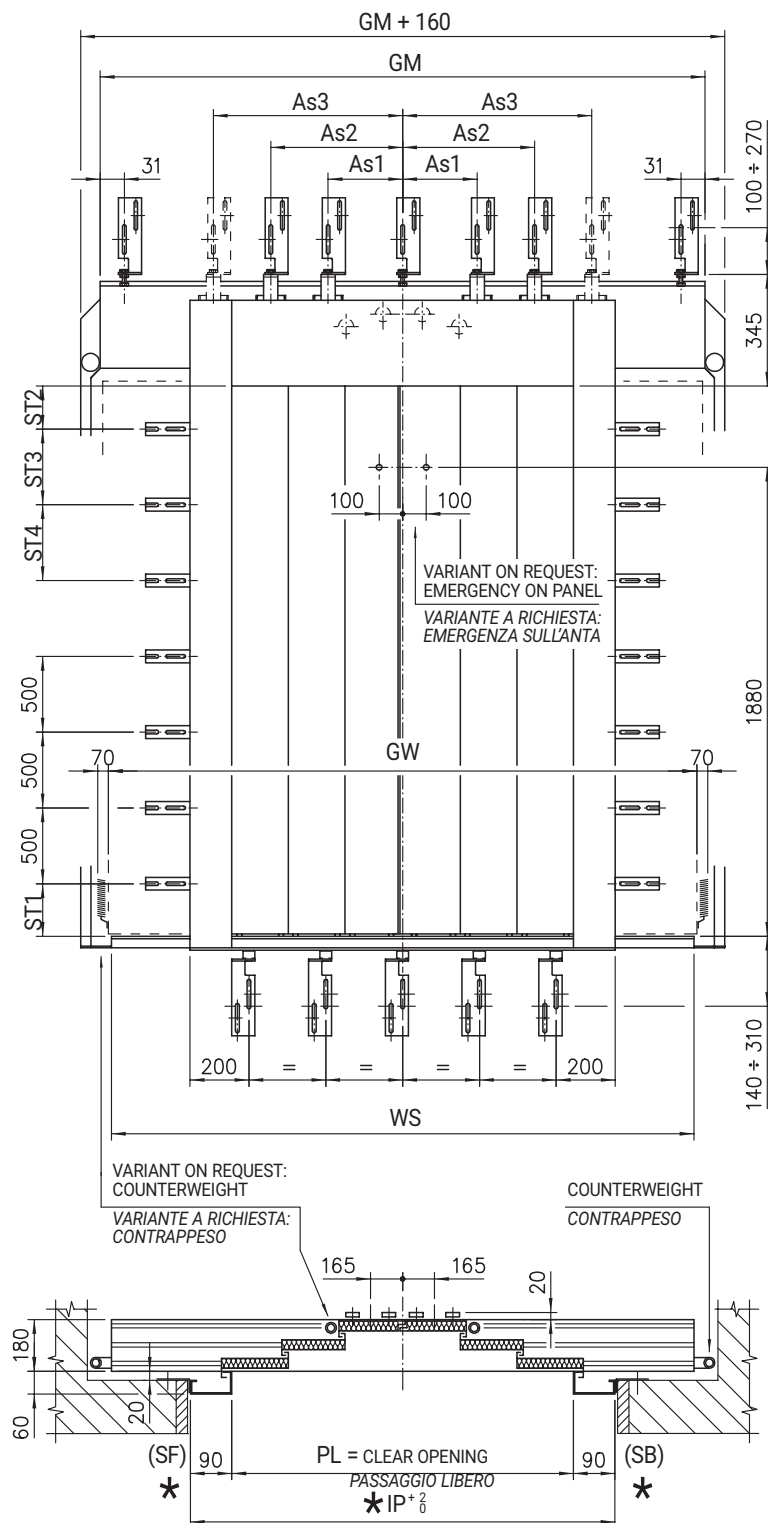 GM + 160
GM
As3 As3
As2 As2
As1 As1
31 31
100 ÷ 270
345
ST2
ST3
ST4
100 100
VARIANT ON REQUEST:
EMERGENCY ON PANEL
VARIANTE A RICHIESTA:
EMERGENZA SULL'ANTA
1880
500
500
500
70 GW 70
ST1
140 ÷ 310
200 = = = = 200
WS
VARIANT ON REQUEST:
COUNTERWEIGHT
VARIANTE A RICHIESTA:
CONTRAPPESO
COUNTERWEIGHT
CONTRAPPESO
165 165
20
180
60
20
(SF) 90 PL = CLEAR OPENING 90 (SB)
PASSAGGIO LIBERO
* * IP +2 0 *